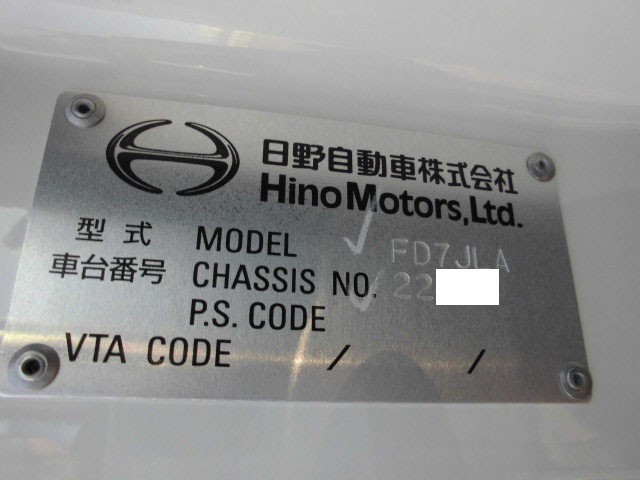 日野自動車株式会社
Hino Motors, Ltd.
型式 MODEL FD7JLA
車台番号 CHASSIS NO. 22
P.S. CODE
VTA CODE / /